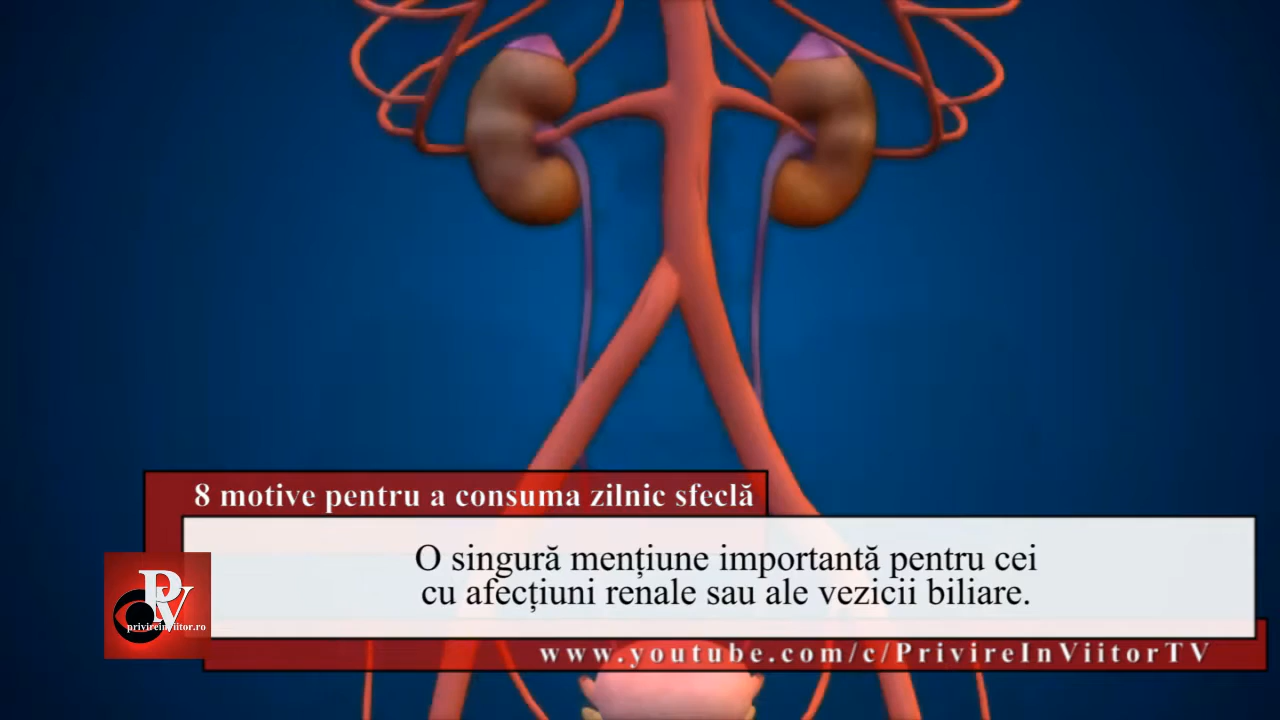 8 motive pentru a consuma zilnic sfeclă
O singură mențiune importantă pentru cei
cu afecțiuni renale sau ale vezicii biliare.
PV
privireinviitor.ro
www.youtube.com/c/PrivireInViitorTV